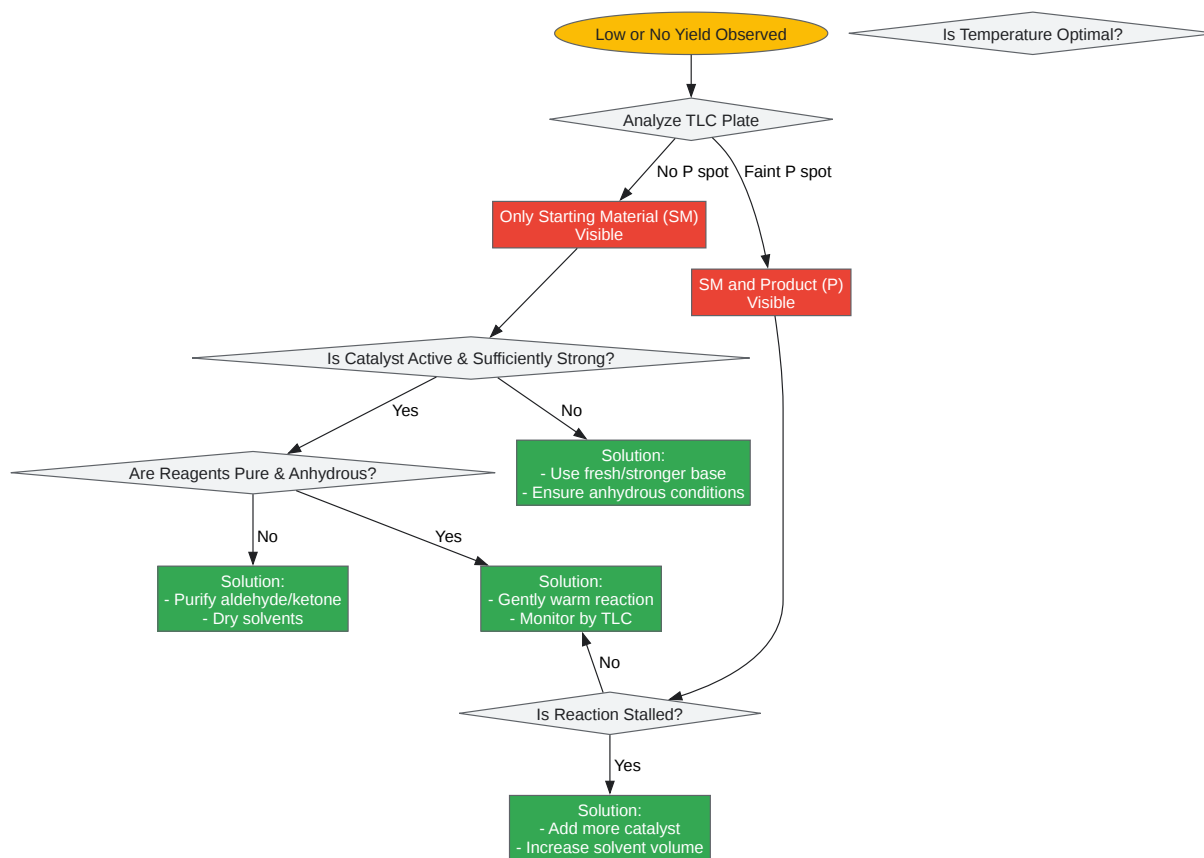 Low or No Yield Observed
Is Temperature Optimal?
Analyze TLC Plate
No P spot
Faint P spot
Only Starting Material (SM)
Visible
SM and Product (P)
Visible
Is Catalyst Active & Sufficiently Strong?
Yes
No
Are Reagents Pure & Anhydrous?
Solution:
- Use fresh/stronger base
- Ensure anhydrous conditions
No
Yes
Solution:
- Purify aldehyde/ketone
- Dry solvents
Solution:
- Gently warm reaction
- Monitor by TLC
No
Is Reaction Stalled?
Yes
Solution:
- Add more catalyst
- Increase solvent volume